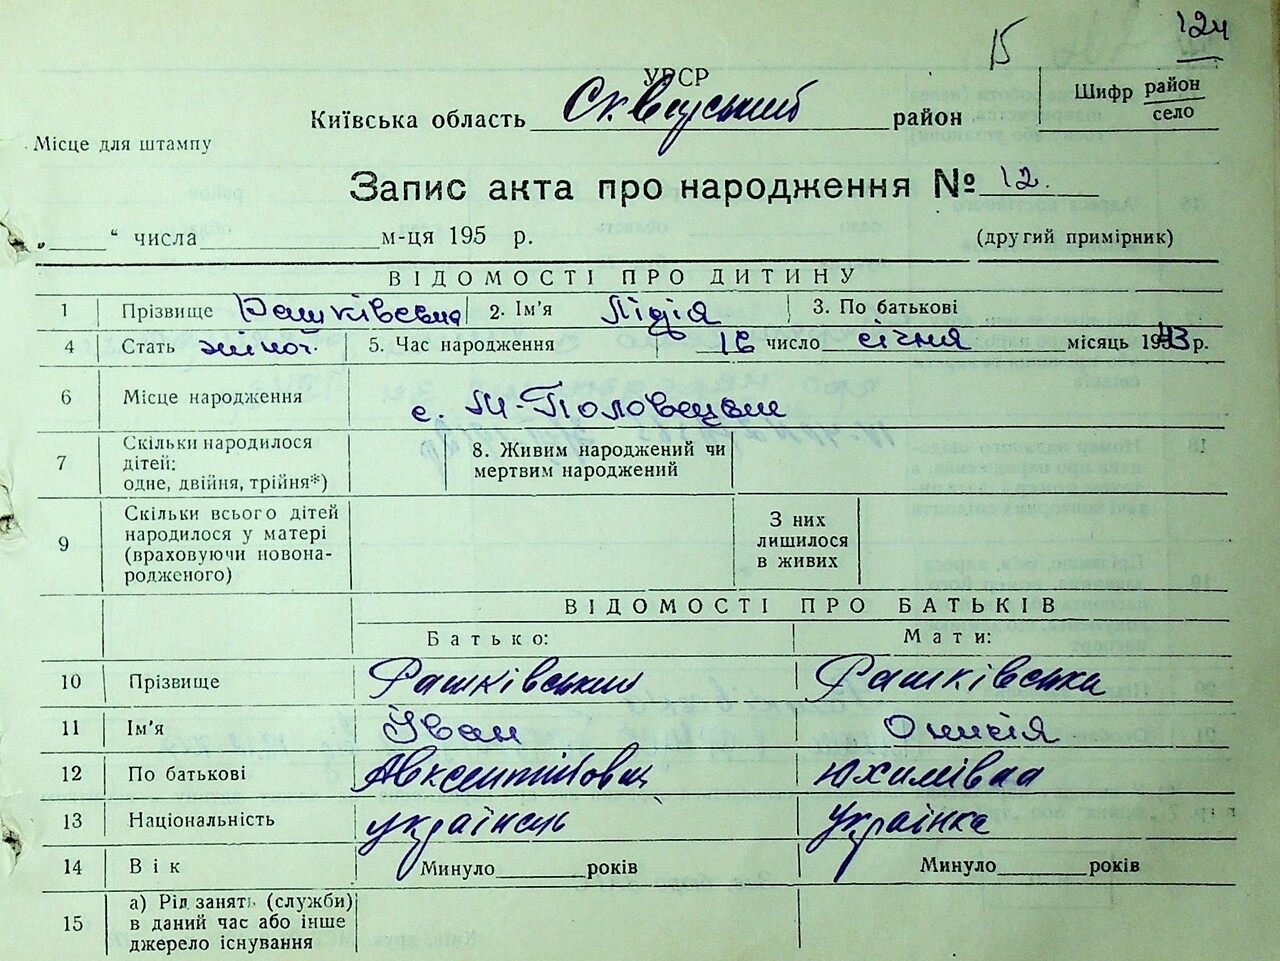 15 124
УРСР
Київська область Сквирський район Шифр район село
Місце для штампу
Запис акта про народження № 12.
„ “ числа м-ця 195 р. (другий примірник)
ВІДОМОСТІ ПРО ДИТИНУ
1 Прізвище Рашківська 2. Ім'я Лідія 3. По батькові
4 Стать жіноч. 5. Час народження 16 число січня місяць 1943 р.
6 Місце народження с. М-Половецьке
7 Скільки народилося дітей: одне, двійня, трійня*) 8. Живим народжений чи мертвим народжений
9 Скільки всього дітей народилося у матері (враховуючи новонародженого) З них лишилося в живих
ВІДОМОСТІ ПРО БАТЬКІВ
Батько: Мати:
10 Прізвище Рашківський Рашківська
11 Ім'я Іван Онисія
12 По батькові Авксентійович Юхимівна
13 Національність українець Українка
14 Вік Минуло років Минуло років
15 а) Рід занять (служби) в даний час або інше джерело існування